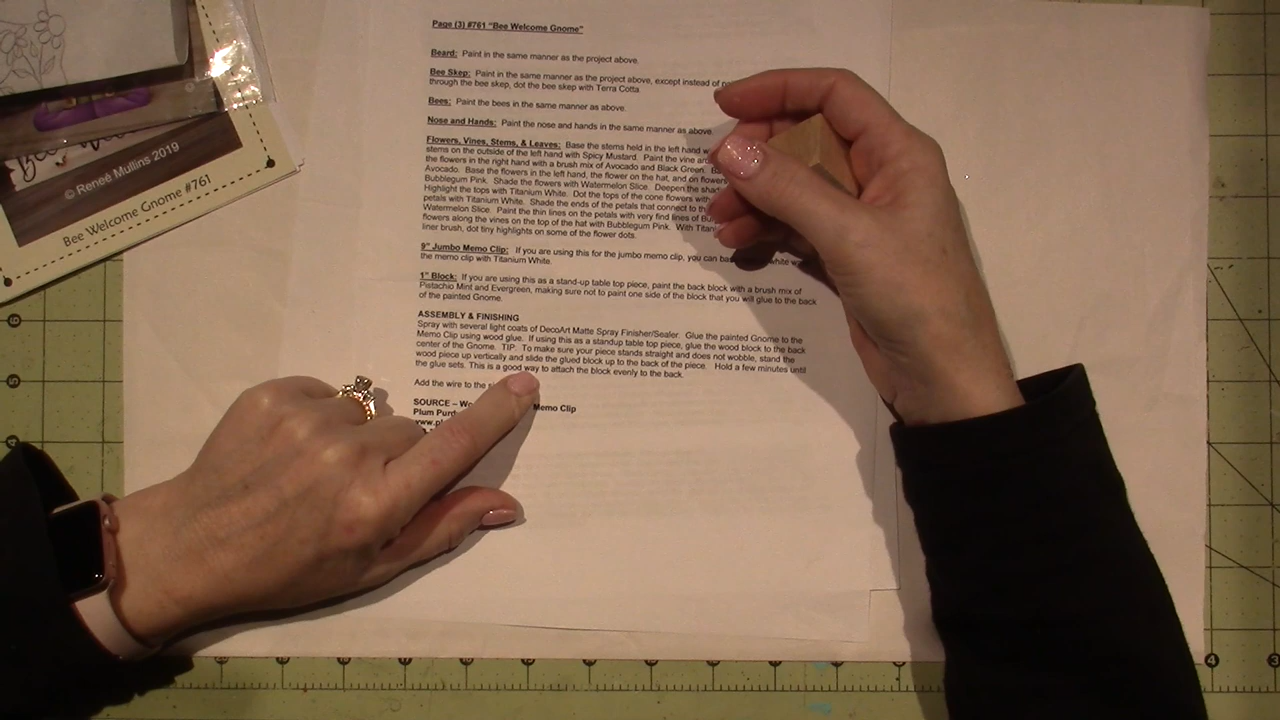 Page (3) #761 "Bee Welcome Gnome"
Beard: Paint in the same manner as the project above.
Bee Skep: Paint in the same manner as the project above, except instead of
through the bee skep, dot the bee skep with Terra Cotta
Bees: Paint the bees in the same manner as above.
Nose and Hands: Paint the nose and hands in the same manner as above.
Flowers, Vines, Stems, & Leaves: Base the stems held in the left hand
stems on the outside of the left hand with Spicy Mustard. Paint the vine
the flowers in the right hand with a brush mix of Avocado and Black Green.
Avocado. Base the flowers in the left hand, the flower on the hat, and on flowers
Bubblegum Pink. Shade the flowers with Watermelon Slice. Deepen the
Highlight the tops with Titanium White. Dot the tops of the cone flowers with
petals with Titanium White. Shade the ends of the petals that connect to
Watermelon Slice. Paint the thin lines on the petals with very find lines of
flowers along the vines on the top of the hat with Bubblegum Pink. With
liner brush, dot tiny highlights on some of the flower dots.
9" Jumbo Memo Clip: If you are using this for the jumbo memo clip, you can
the memo clip with Titanium White.
1" Block: If you are using this as a stand-up table top piece, paint the back block with a brush mix of
Pistachio Mint and Evergreen, making sure not to paint one side of the block that you will glue to the back
of the painted Gnome.
ASSEMBLY & FINISHING
Spray with several light coats of DecoArt Matte Spray Finisher/Sealer. Glue the painted Gnome to the
Memo Clip using wood glue. If using this as a standup table top piece, glue the wood block to the back
center of the Gnome. TIP: To make sure your piece stands straight and does not wobble, stand the
wood piece up vertically and slide the glued block up to the back of the piece. Hold a few minutes until
the glue sets. This is a good way to attach the block evenly to the back.
Add the wire to the
SOURCE – Memo Clip
Plum
© Reneé Mullins 2019
Bee Welcome Gnome #761